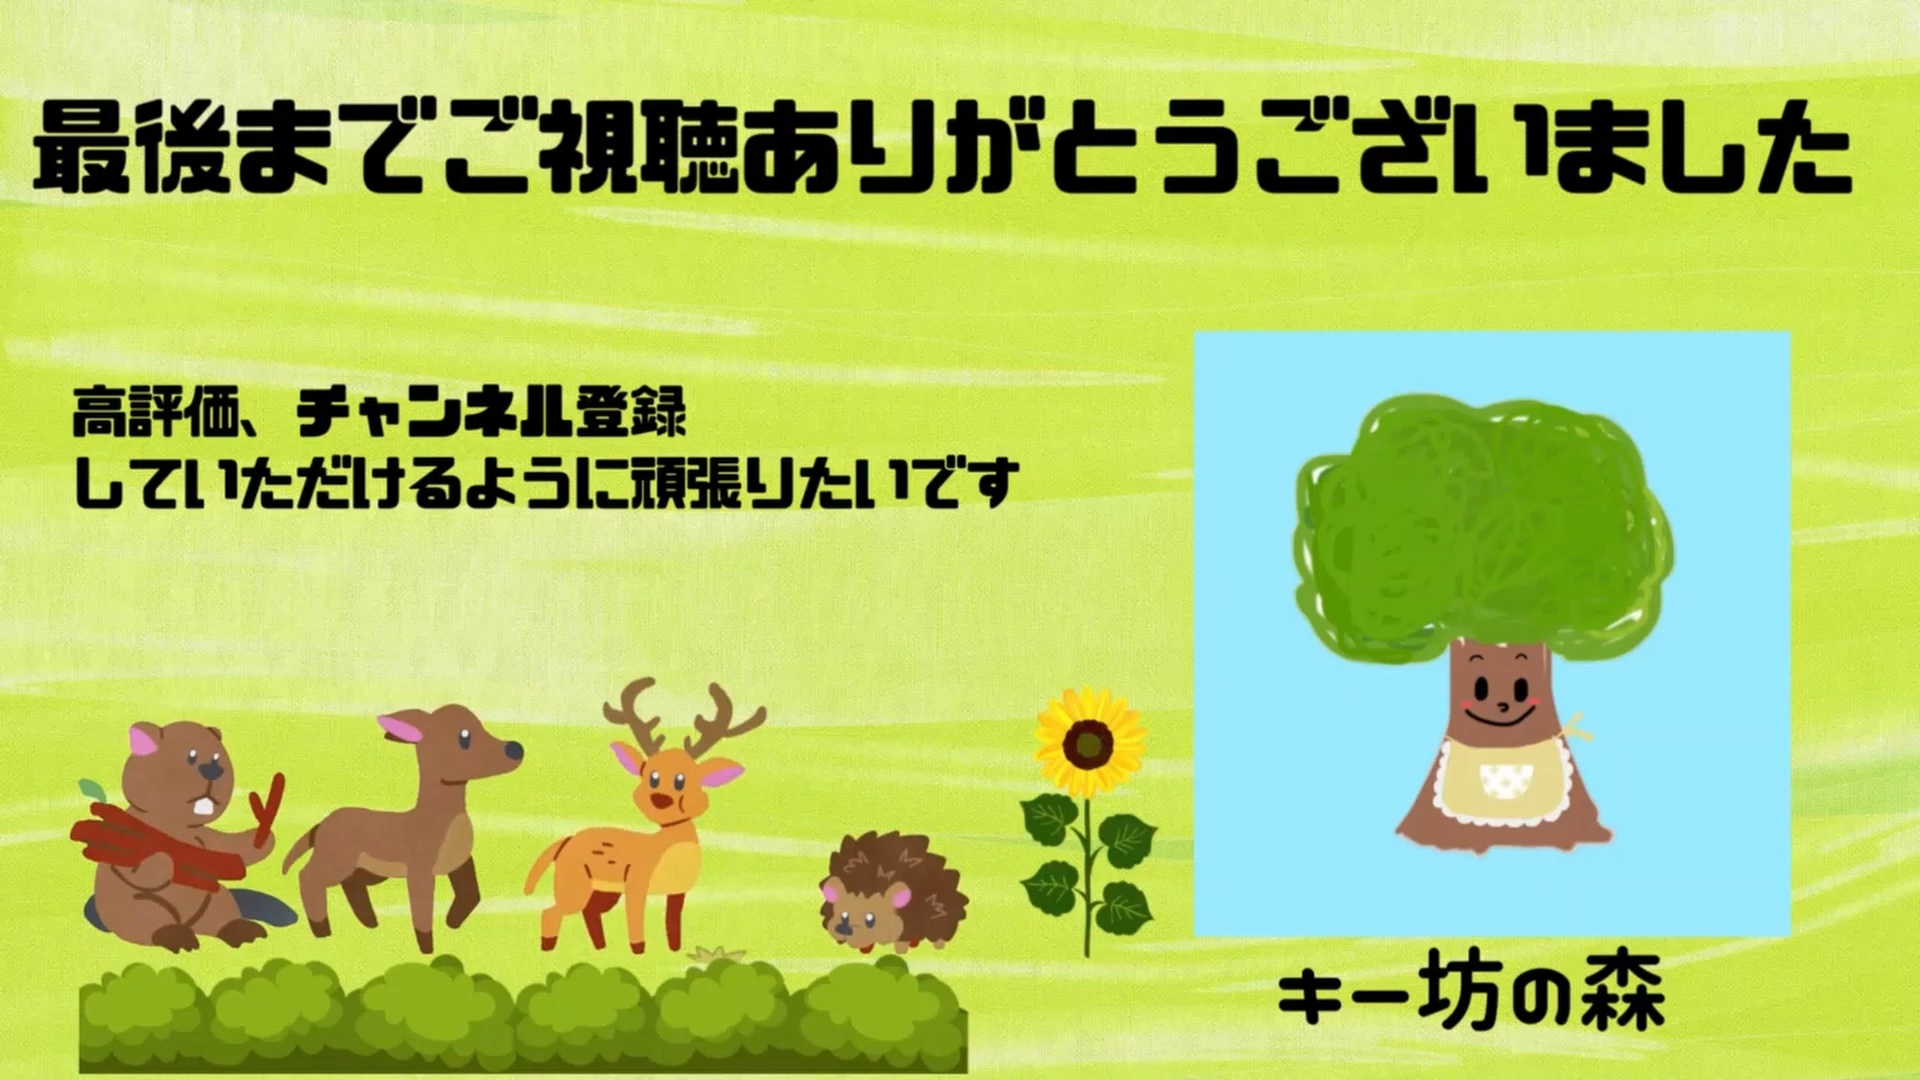 最後までご視聴ありがとうございました
高評価、チャンネル登録
していただけるように頑張りたいです
キー坊の森